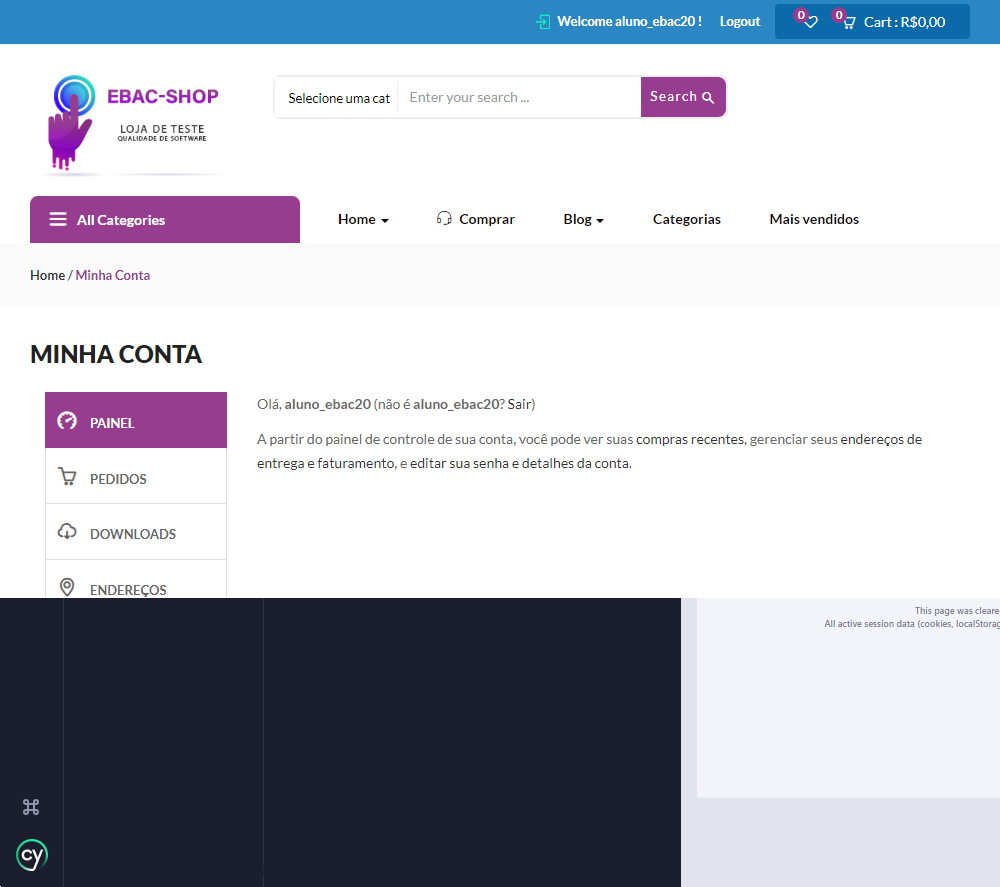 Welcome aluno_ebac20 ! Logout 0 0 Cart : R$0,00
EBAC-SHOP
LOJA DE TESTE
QUALIDADE DE SOFTWARE
Selecione uma cat Enter your search ... Search
All Categories Home Comprar Blog Categorias Mais vendidos
Home / Minha Conta
MINHA CONTA
PAINEL
PEDIDOS
DOWNLOADS
ENDEREÇOS
Olá, aluno_ebac20 (não é aluno_ebac20? Sair)
A partir do painel de controle de sua conta, você pode ver suas compras recentes, gerenciar seus endereços de
entrega e faturamento, e editar sua senha e detalhes da conta.
This page was cleare
All active session data (cookies, localStorag
cy